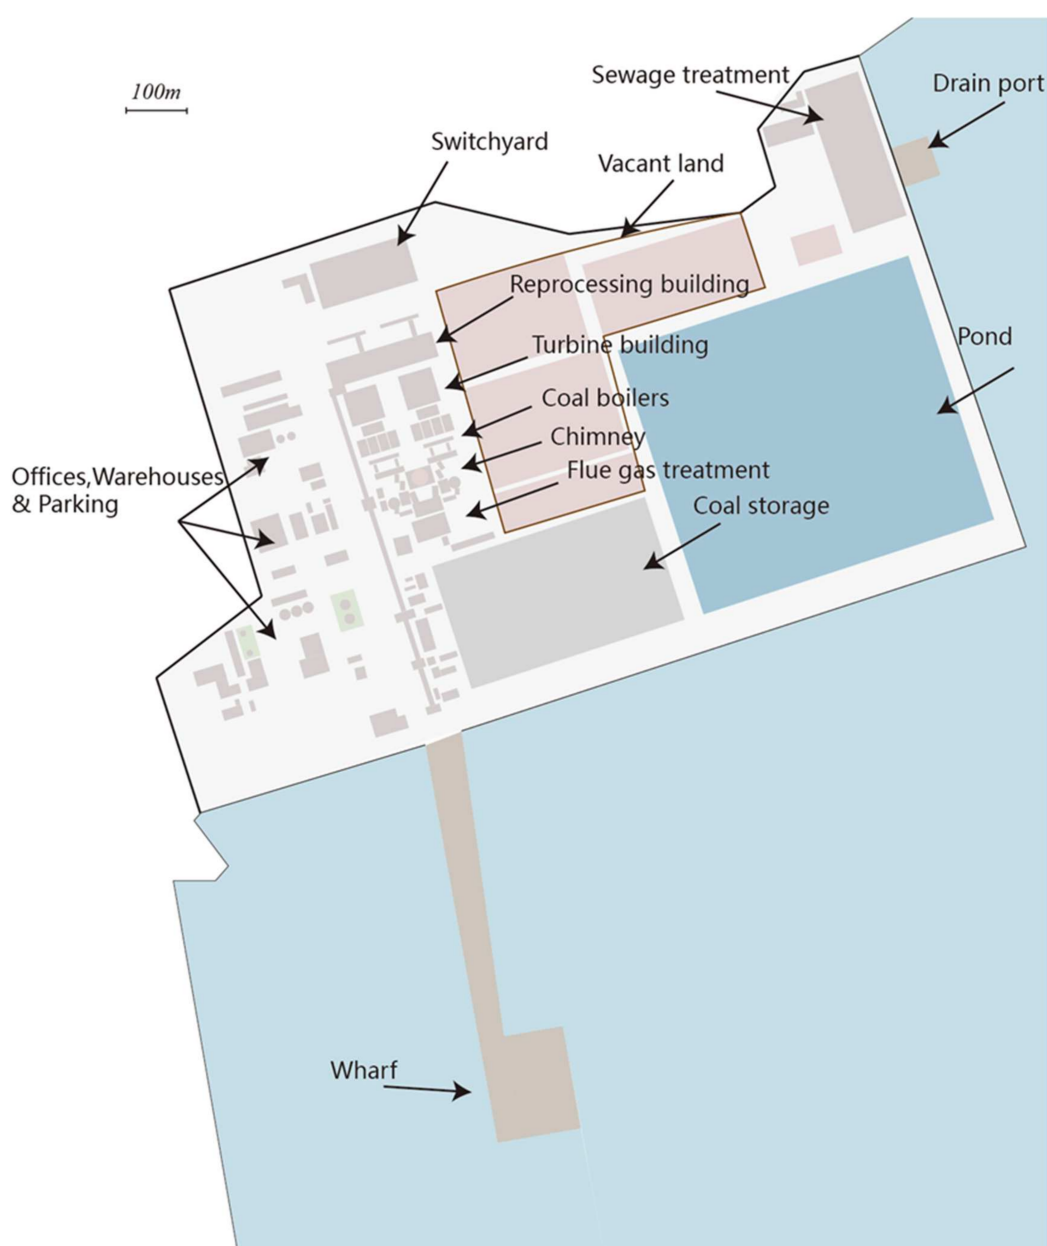 Sewage treatment
Drain port
100m
Switchyard
Vacant land
Reprocessing building
Turbine building
Pond
Coal boilers
Chimney
Flue gas treatment
Offices,Warehouses
& Parking
Coal storage
Wharf